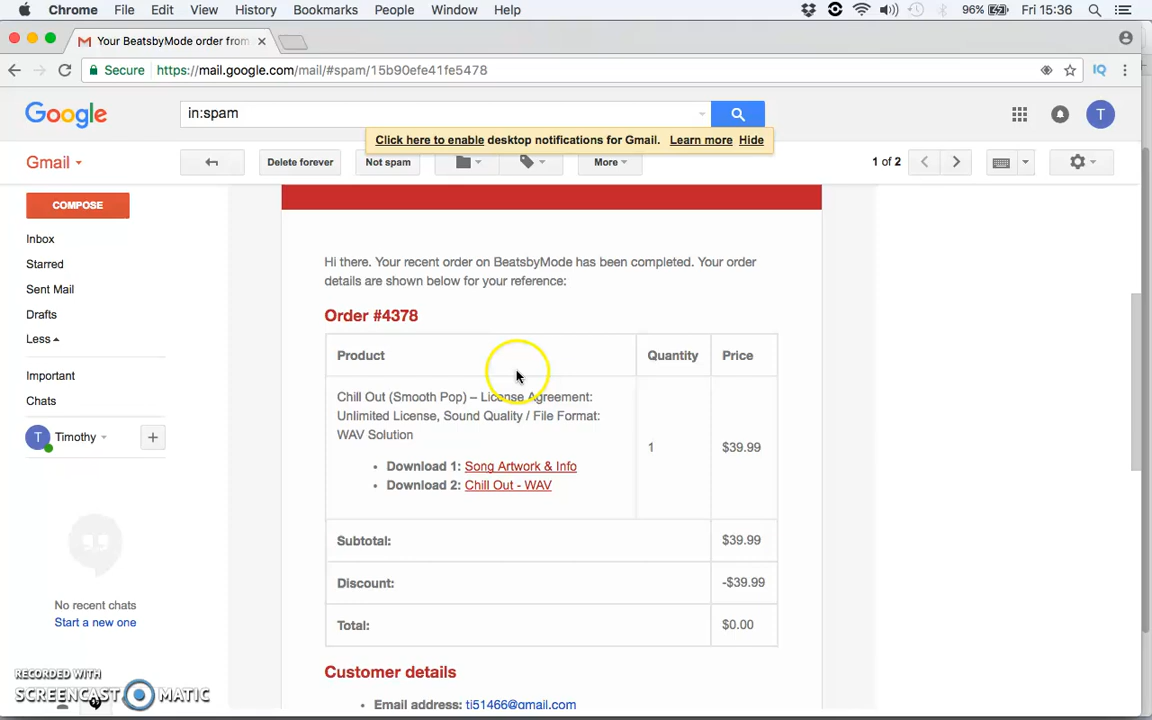 Chrome File Edit View History Bookmarks People Window Help 96% Fri 15:36
Your BeatsbyMode order from
Secure https://mail.google.com/mail/#spam/15b90efe41fe5478
Google in:spam T
Click here to enable desktop notifications for Gmail. Learn more Hide
Gmail Delete forever Not spam More 1 of 2
COMPOSE
Inbox
Starred
Sent Mail
Drafts
Less
Important
Chats
T Timothy
No recent chats
Start a new one
Hi there. Your recent order on BeatsbyMode has been completed. Your order
details are shown below for your reference:
Order #4378
Product Quantity Price
Chill Out (Smooth Pop) – License Agreement:
Unlimited License, Sound Quality / File Format:
WAV Solution
1 $39.99
• Download 1: Song Artwork & Info
• Download 2: Chill Out - WAV
Subtotal: $39.99
Discount: -$39.99
Total: $0.00
Customer details
• Email address: ti51466@gmail.com
RECORDED WITH
SCREENCAST MATIC